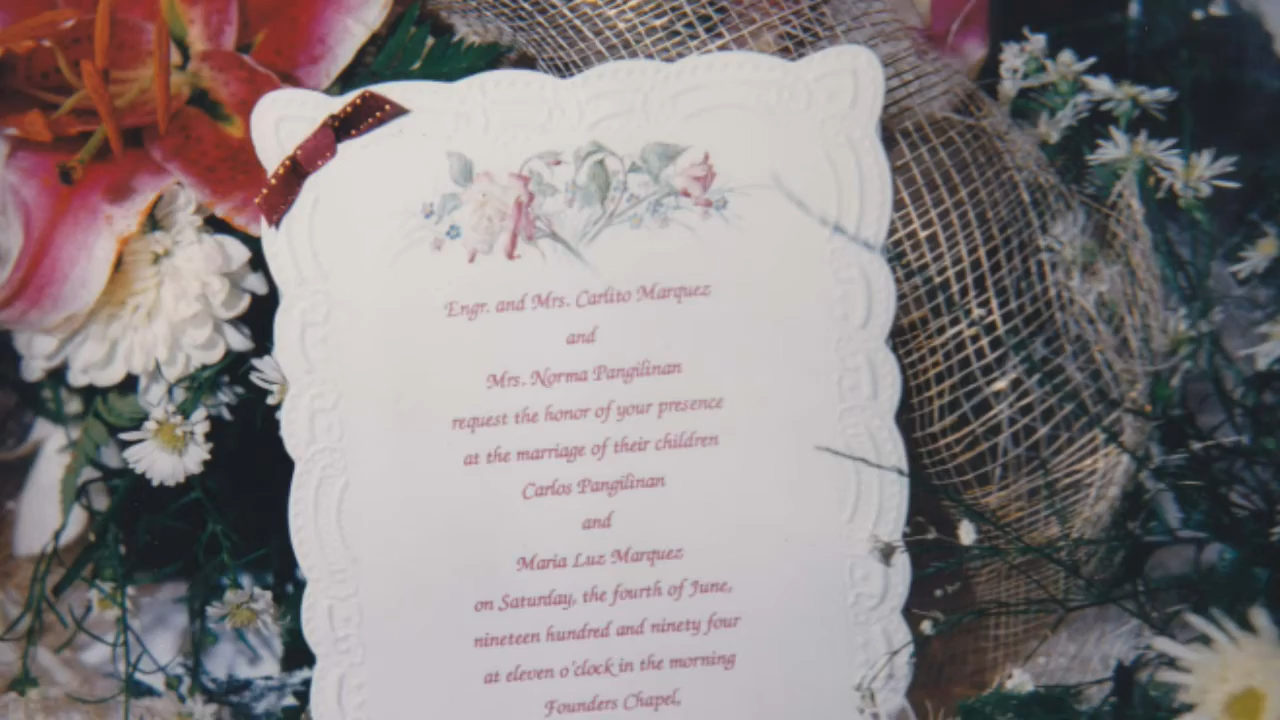 Engr. and Mrs. Carlito Marquez
and
Mrs. Norma Pangilinan
request the honor of your presence
at the marriage of their children
Carlos Pangilinan
and
Maria Luz Marquez
on Saturday, the fourth of June,
nineteen hundred and ninety four
at eleven o'clock in the morning
Founders Chapel,